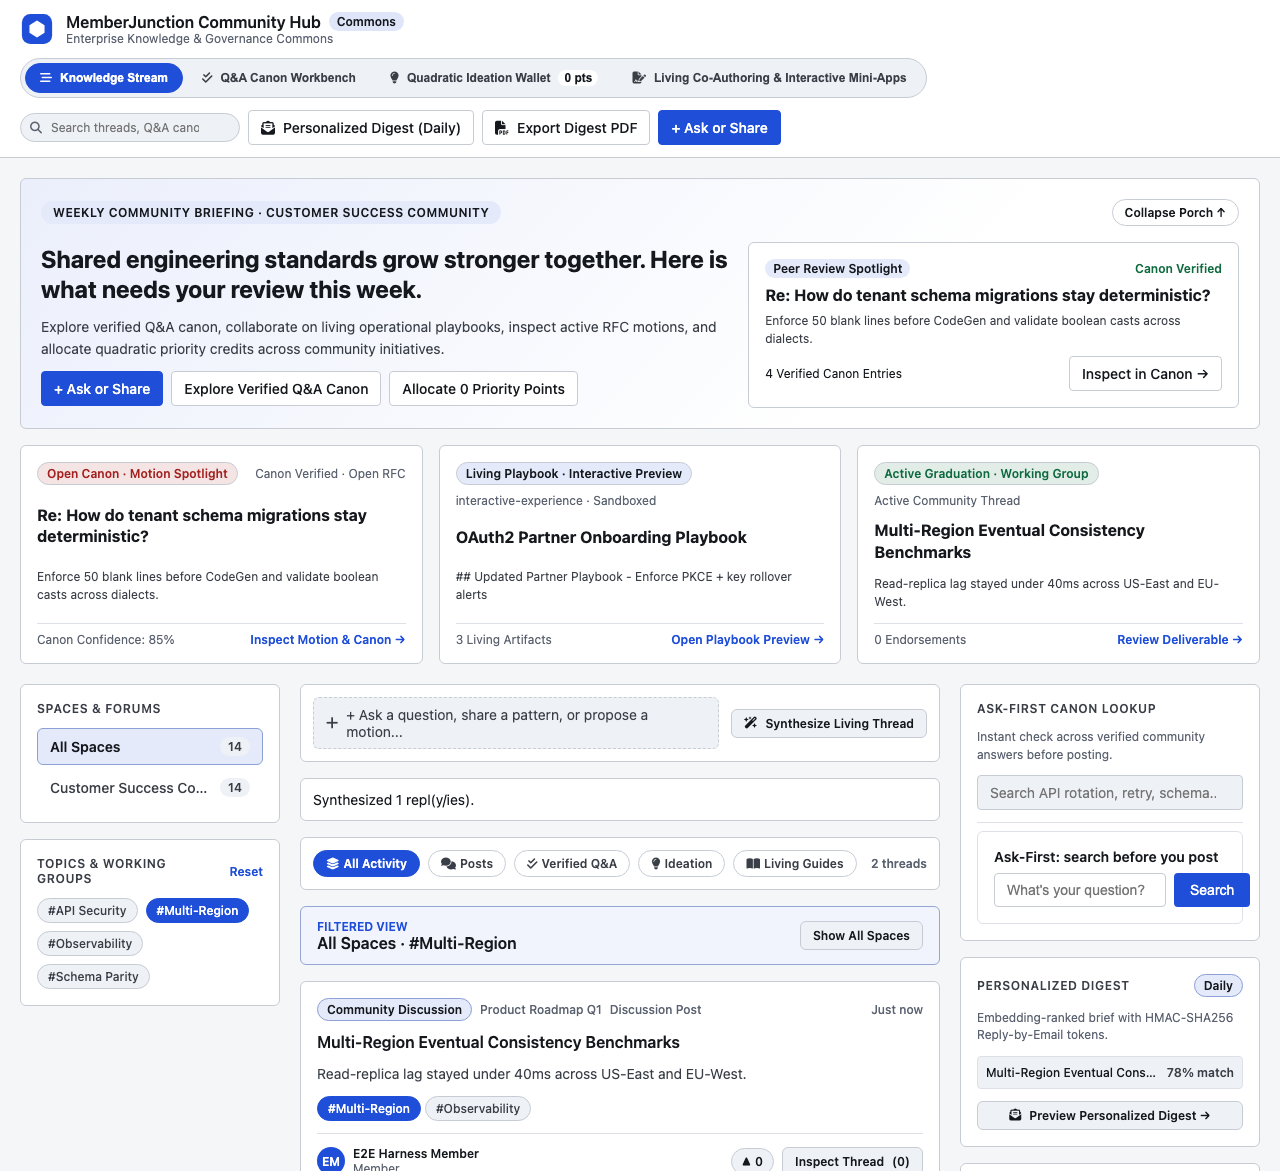 MemberJunction Community Hub
Commons
Enterprise Knowledge & Governance Commons
Knowledge Stream
Q&A Canon Workbench
Quadratic Ideation Wallet
0 pts
Living Co-Authoring & Interactive Mini-Apps
Search threads, Q&A canc
Personalized Digest (Daily)
Export Digest PDF
+ Ask or Share
WEEKLY COMMUNITY BRIEFING · CUSTOMER SUCCESS COMMUNITY
Collapse Porch ↑
Shared engineering standards grow stronger together. Here is
what needs your review this week.
Explore verified Q&A canon, collaborate on living operational playbooks, inspect active RFC motions, and
allocate quadratic priority credits across community initiatives.
+ Ask or Share
Explore Verified Q&A Canon
Allocate 0 Priority Points
Peer Review Spotlight
Canon Verified
Re: How do tenant schema migrations stay deterministic?
Enforce 50 blank lines before CodeGen and validate boolean casts across
dialects.
4 Verified Canon Entries
Inspect in Canon →
Open Canon · Motion Spotlight
Canon Verified · Open RFC
Re: How do tenant schema migrations stay
deterministic?
Enforce 50 blank lines before CodeGen and validate boolean
casts across dialects.
Canon Confidence: 85%
Inspect Motion & Canon →
Living Playbook · Interactive Preview
interactive-experience · Sandboxed
OAuth2 Partner Onboarding Playbook
## Updated Partner Playbook - Enforce PKCE + key rollover
alerts
3 Living Artifacts
Open Playbook Preview →
Active Graduation · Working Group
Active Community Thread
Multi-Region Eventual Consistency
Benchmarks
Read-replica lag stayed under 40ms across US-East and EU-
West.
0 Endorsements
Review Deliverable →
SPACES & FORUMS
All Spaces
14
Customer Success Co...
14
TOPICS & WORKING
GROUPS
Reset
#API Security
#Multi-Region
#Observability
#Schema Parity
+ Ask a question, share a pattern, or propose a
motion...
Synthesize Living Thread
Synthesized 1 repl(y/ies).
All Activity
Posts
Verified Q&A
Ideation
Living Guides
2 threads
FILTERED VIEW
All Spaces · #Multi-Region
Show All Spaces
Community Discussion
Product Roadmap Q1
Discussion Post
Just now
Multi-Region Eventual Consistency Benchmarks
Read-replica lag stayed under 40ms across US-East and EU-West.
#Multi-Region
#Observability
EM
E2E Harness Member
Member
▲ 0
Inspect Thread (0)
ASK-FIRST CANON LOOKUP
Instant check across verified community
answers before posting.
Search API rotation, retry, schema..
Ask-First: search before you post
What's your question?
Search
PERSONALIZED DIGEST
Daily
Embedding-ranked brief with HMAC-SHA256
Reply-by-Email tokens.
Multi-Region Eventual Cons...
78% match
Preview Personalized Digest →